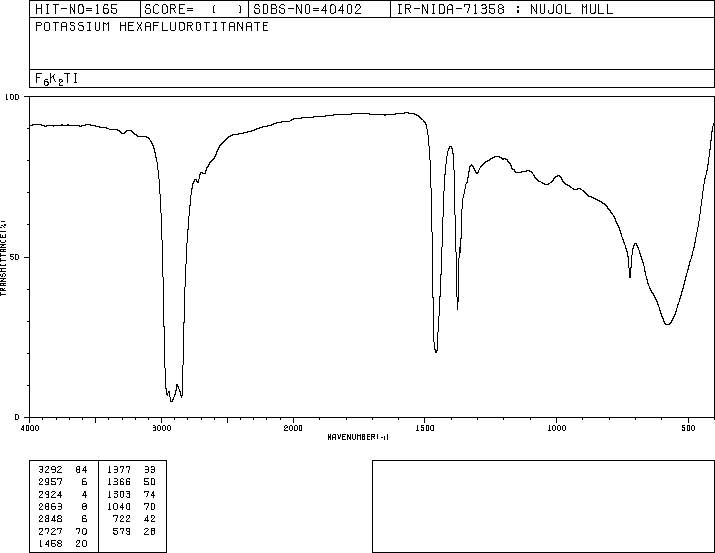 HIT-NO=165 SCORE= ( ) SDBS-NO=40402 IR-NIDA-71358 : NUJOL MULL
POTASSIUM HEXAFLUOROTITANATE
F6K2TI
100
50
0
TRANSMITTANCE(%)
4000 3000 2000 1500 1000 500
WAVENUMBER(-1)
3292 84 1377 33
2957 6 1366 50
2924 4 1303 74
2869 8 1040 70
2848 6 722 42
2727 70 579 28
1458 20